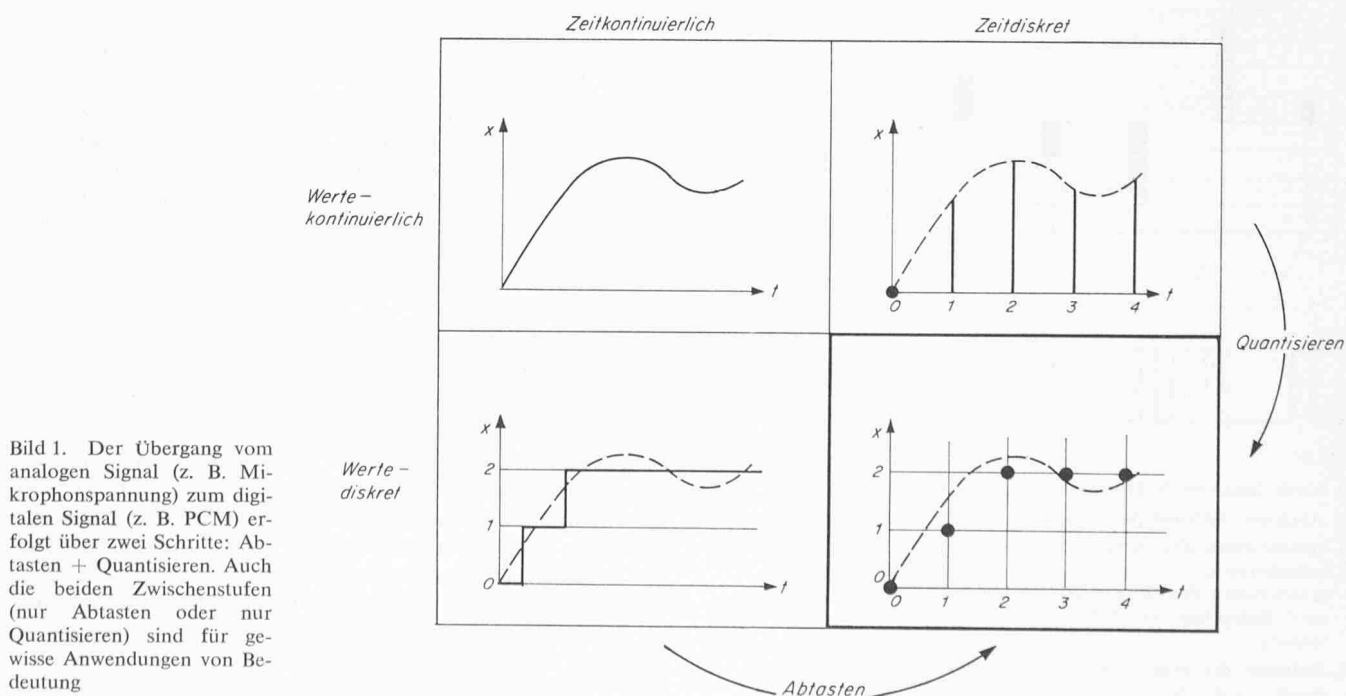 Zeitkontinuierlich
Zeitdiskret
Werte-
kontinuierlich
x
t
x
0
1
2
3
4
t
Quantisieren
Werte-
diskret
x
2
1
0
t
x
2
1
0
0
1
2
3
4
t
Abtasten
Bild 1. Der Übergang vom
analogen Signal (z. B. Mi-
krophonspannung) zum digi-
talen Signal (z. B. PCM) er-
folgt über zwei Schritte: Ab-
tasten + Quantisieren. Auch
die beiden Zwischenstufen
(nur Abtasten oder nur
Quantisieren) sind für ge-
wisse Anwendungen von Be-
deutung